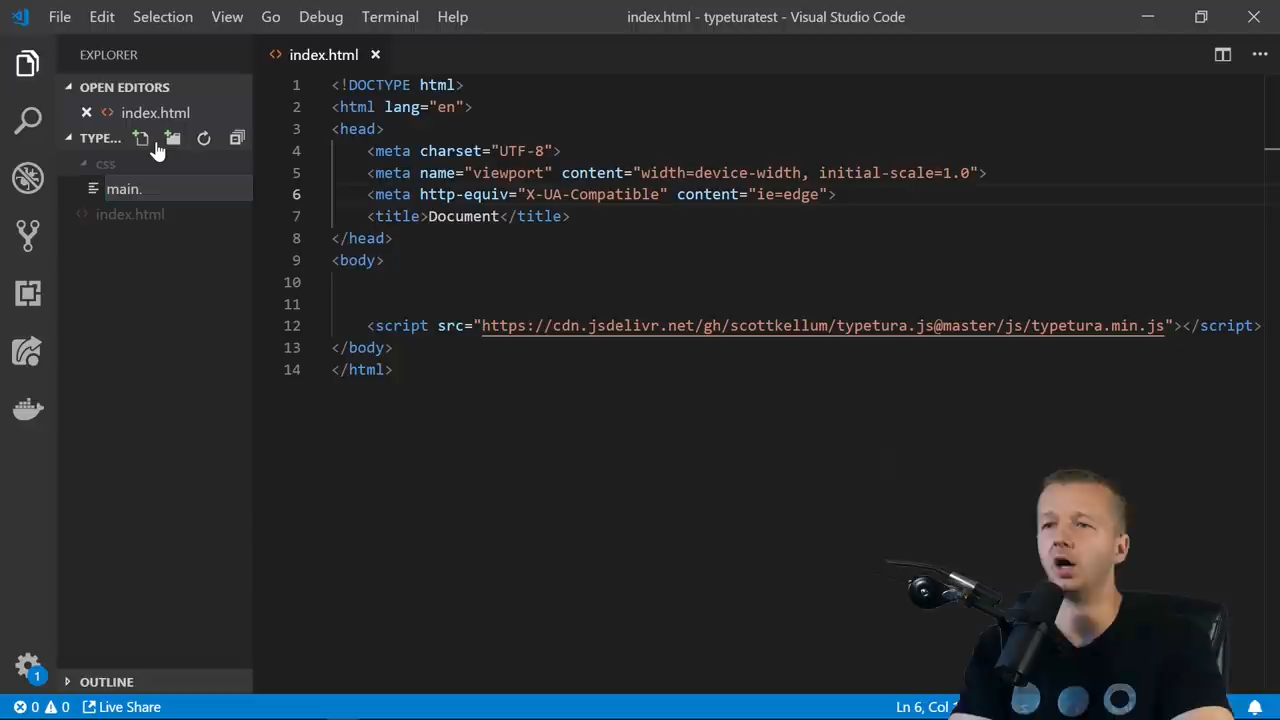 File Edit Selection View Go Debug Terminal Help
index.html - typeturatest - Visual Studio Code
EXPLORER
OPEN EDITORS
index.html
TYPE...
css
main.
index.html
OUTLINE
index.html
1 <!DOCTYPE html>
2 <html lang="en">
3 <head>
4 <meta charset="UTF-8">
5 <meta name="viewport" content="width=device-width, initial-scale=1.0">
6 <meta http-equiv="X-UA-Compatible" content="ie=edge">
7 <title>Document</title>
8 </head>
9 <body>
10
11
12 <script src="https://cdn.jsdelivr.net/gh/scottkellum/typetura.js@master/js/typetura.min.js"></script>
13 </body>
14 </html>
1
0 0 Live Share
Ln 6, Col